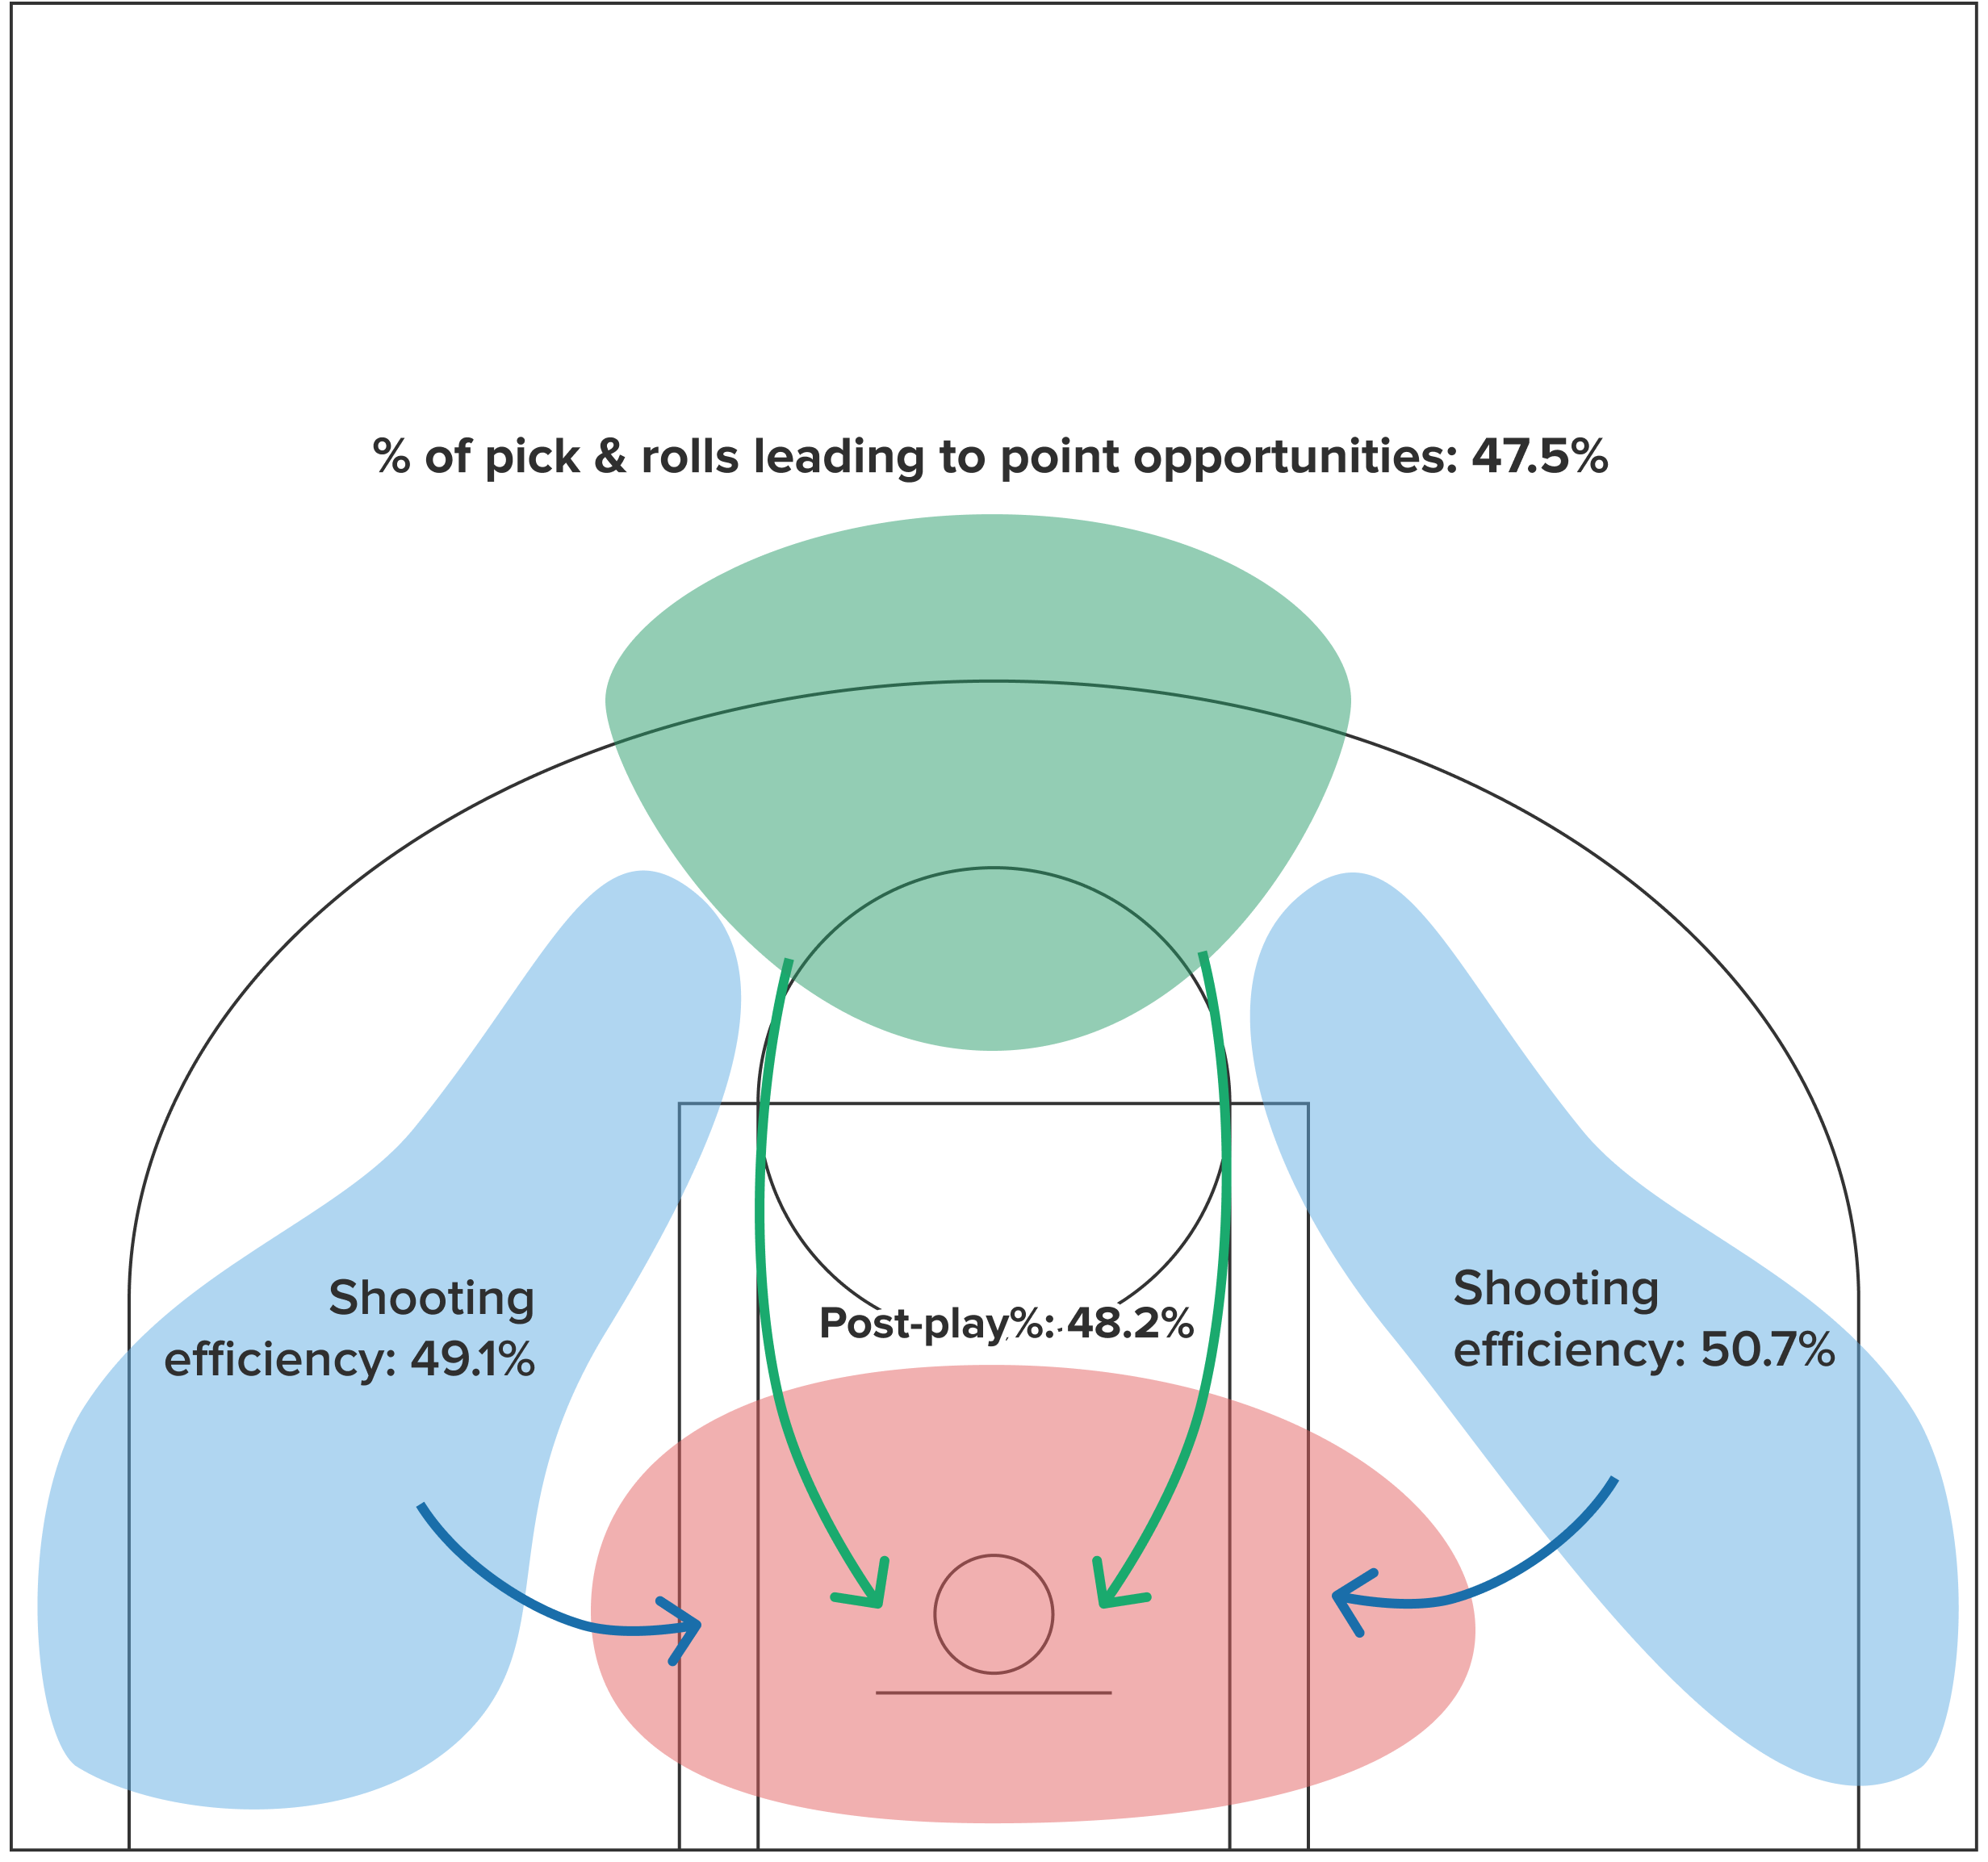 % of pick & rolls leading to point opportunities: 47.5%
Shooting
efficiency: 49.1%
Post-play%: 48.2%
Shooting
efficiency: 50.7%